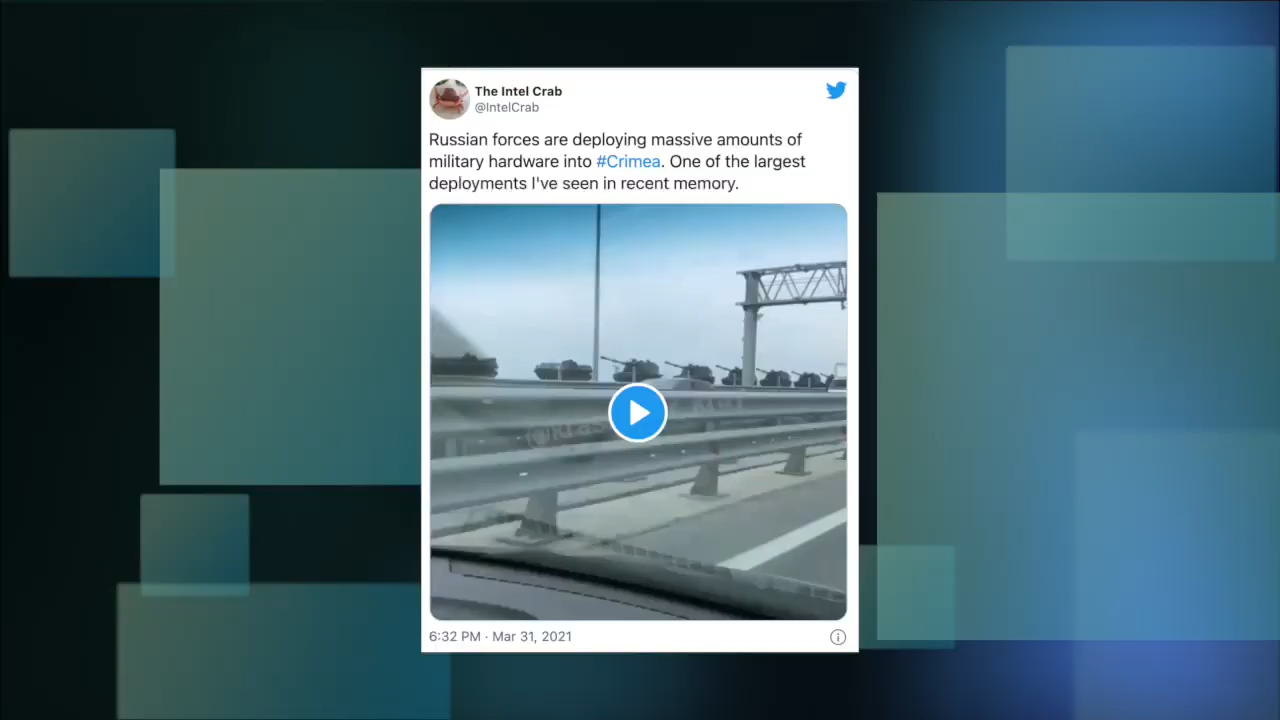 The Intel Crab
@IntelCrab
Russian forces are deploying massive amounts of
military hardware into #Crimea. One of the largest
deployments I've seen in recent memory.
6:32 PM · Mar 31, 2021